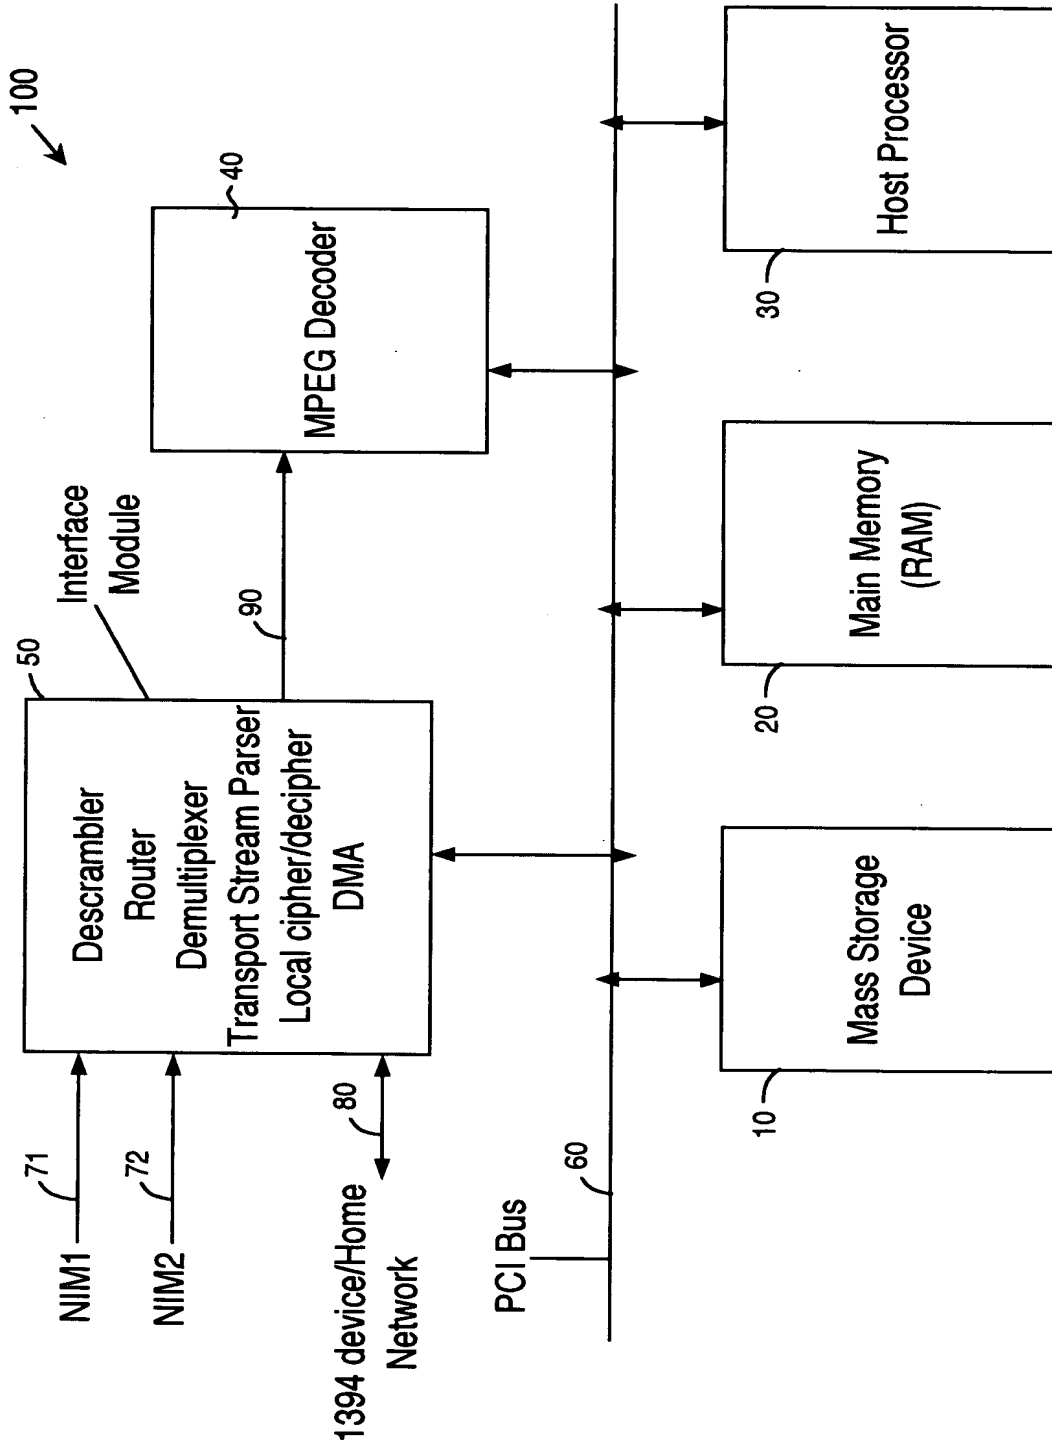 100
NIM1
71
NIM2
72
1394 device/Home
Network
80
50
Descrambler
Router
Demultiplexer
Transport Stream Parser
Local cipher/decipher
DMA
Interface
Module
90
40
MPEG Decoder
PCI Bus
60
10
Mass Storage
Device
20
Main Memory
(RAM)
30
Host Processor